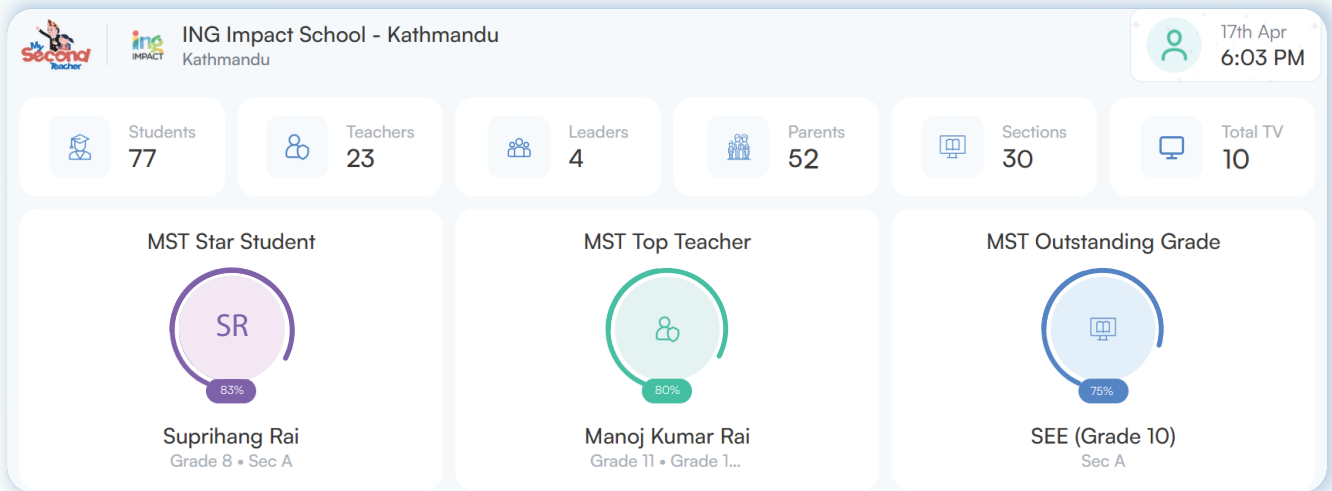 My
Second
Teacher
ing
IMPACT
ING Impact School - Kathmandu
Kathmandu
17th Apr
6:03 PM
Students
77
Teachers
23
Leaders
4
Parents
52
Sections
30
Total TV
10
MST Star Student
SR
83%
Suprihang Rai
Grade 8 • Sec A
MST Top Teacher
80%
Manoj Kumar Rai
Grade 11 • Grade 1...
MST Outstanding Grade
75%
SEE (Grade 10)
Sec A